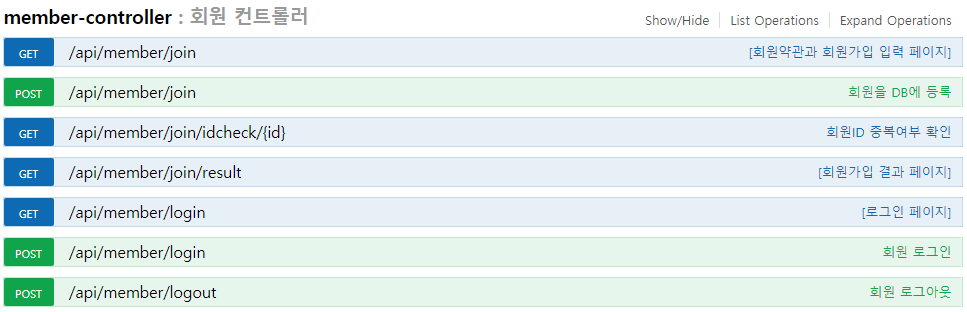 member-controller : 회원 컨트롤러 Show/Hide List Operations Expand Operations
GET /api/member/join [회원약관과 회원가입 입력 페이지]
POST /api/member/join 회원을 DB에 등록
GET /api/member/join/idcheck/{id} 회원ID 중복여부 확인
GET /api/member/join/result [회원가입 결과 페이지]
GET /api/member/login [로그인 페이지]
POST /api/member/login 회원 로그인
POST /api/member/logout 회원 로그아웃